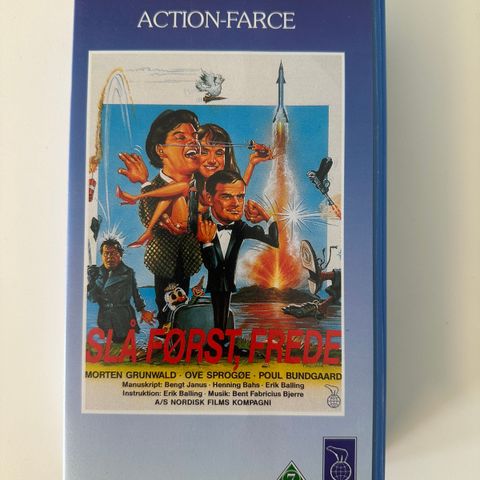 ACTION-FARCE
SLÅ FØRST, FREDE
MORTEN GRUNWALD · OVE SPROGØE · POUL BUNDGAARD
Manuskript: Bengt Janus · Henning Bahs · Erik Balling
Instruktion: Erik Balling · Musik: Bent Fabricius Bjerre
A/S NORDISK FILMS KOMPAGNI
7